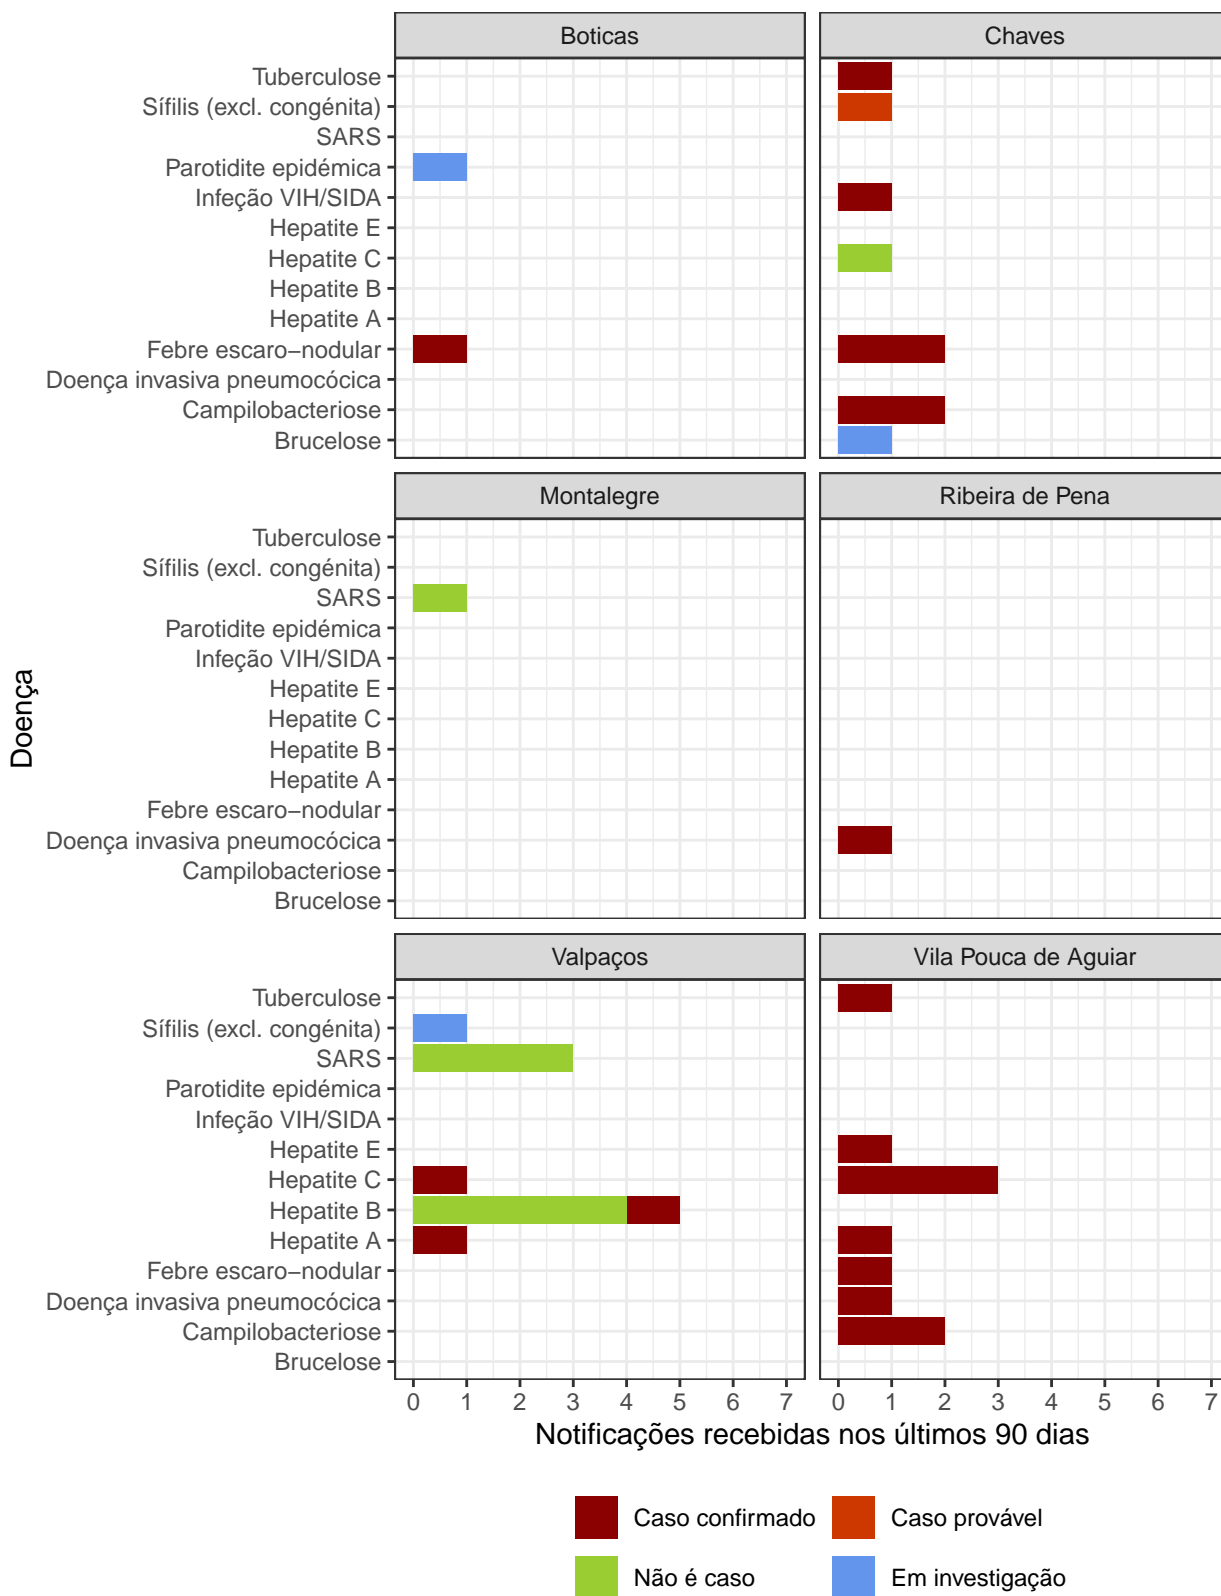 Boticas
Chaves
Tuberculose
Sífilis (excl. congénita)
SARS
Parotidite epidémica
Infeção VIH/SIDA
Hepatite E
Hepatite C
Hepatite B
Hepatite A
Febre escaro−nodular
Doença invasiva pneumocócica
Campilobacteriose
Brucelose
Montalegre
Ribeira de Pena
Tuberculose
Sífilis (excl. congénita)
SARS
Parotidite epidémica
Infeção VIH/SIDA
Hepatite E
Hepatite C
Hepatite B
Hepatite A
Febre escaro−nodular
Doença invasiva pneumocócica
Campilobacteriose
Brucelose
Doença
Valpaços
Vila Pouca de Aguiar
Tuberculose
Sífilis (excl. congénita)
SARS
Parotidite epidémica
Infeção VIH/SIDA
Hepatite E
Hepatite C
Hepatite B
Hepatite A
Febre escaro−nodular
Doença invasiva pneumocócica
Campilobacteriose
Brucelose
0 1 2 3 4 5 6 7
0 1 2 3 4 5 6 7
Notificações recebidas nos últimos 90 dias
Caso confirmado
Caso provável
Não é caso
Em investigação